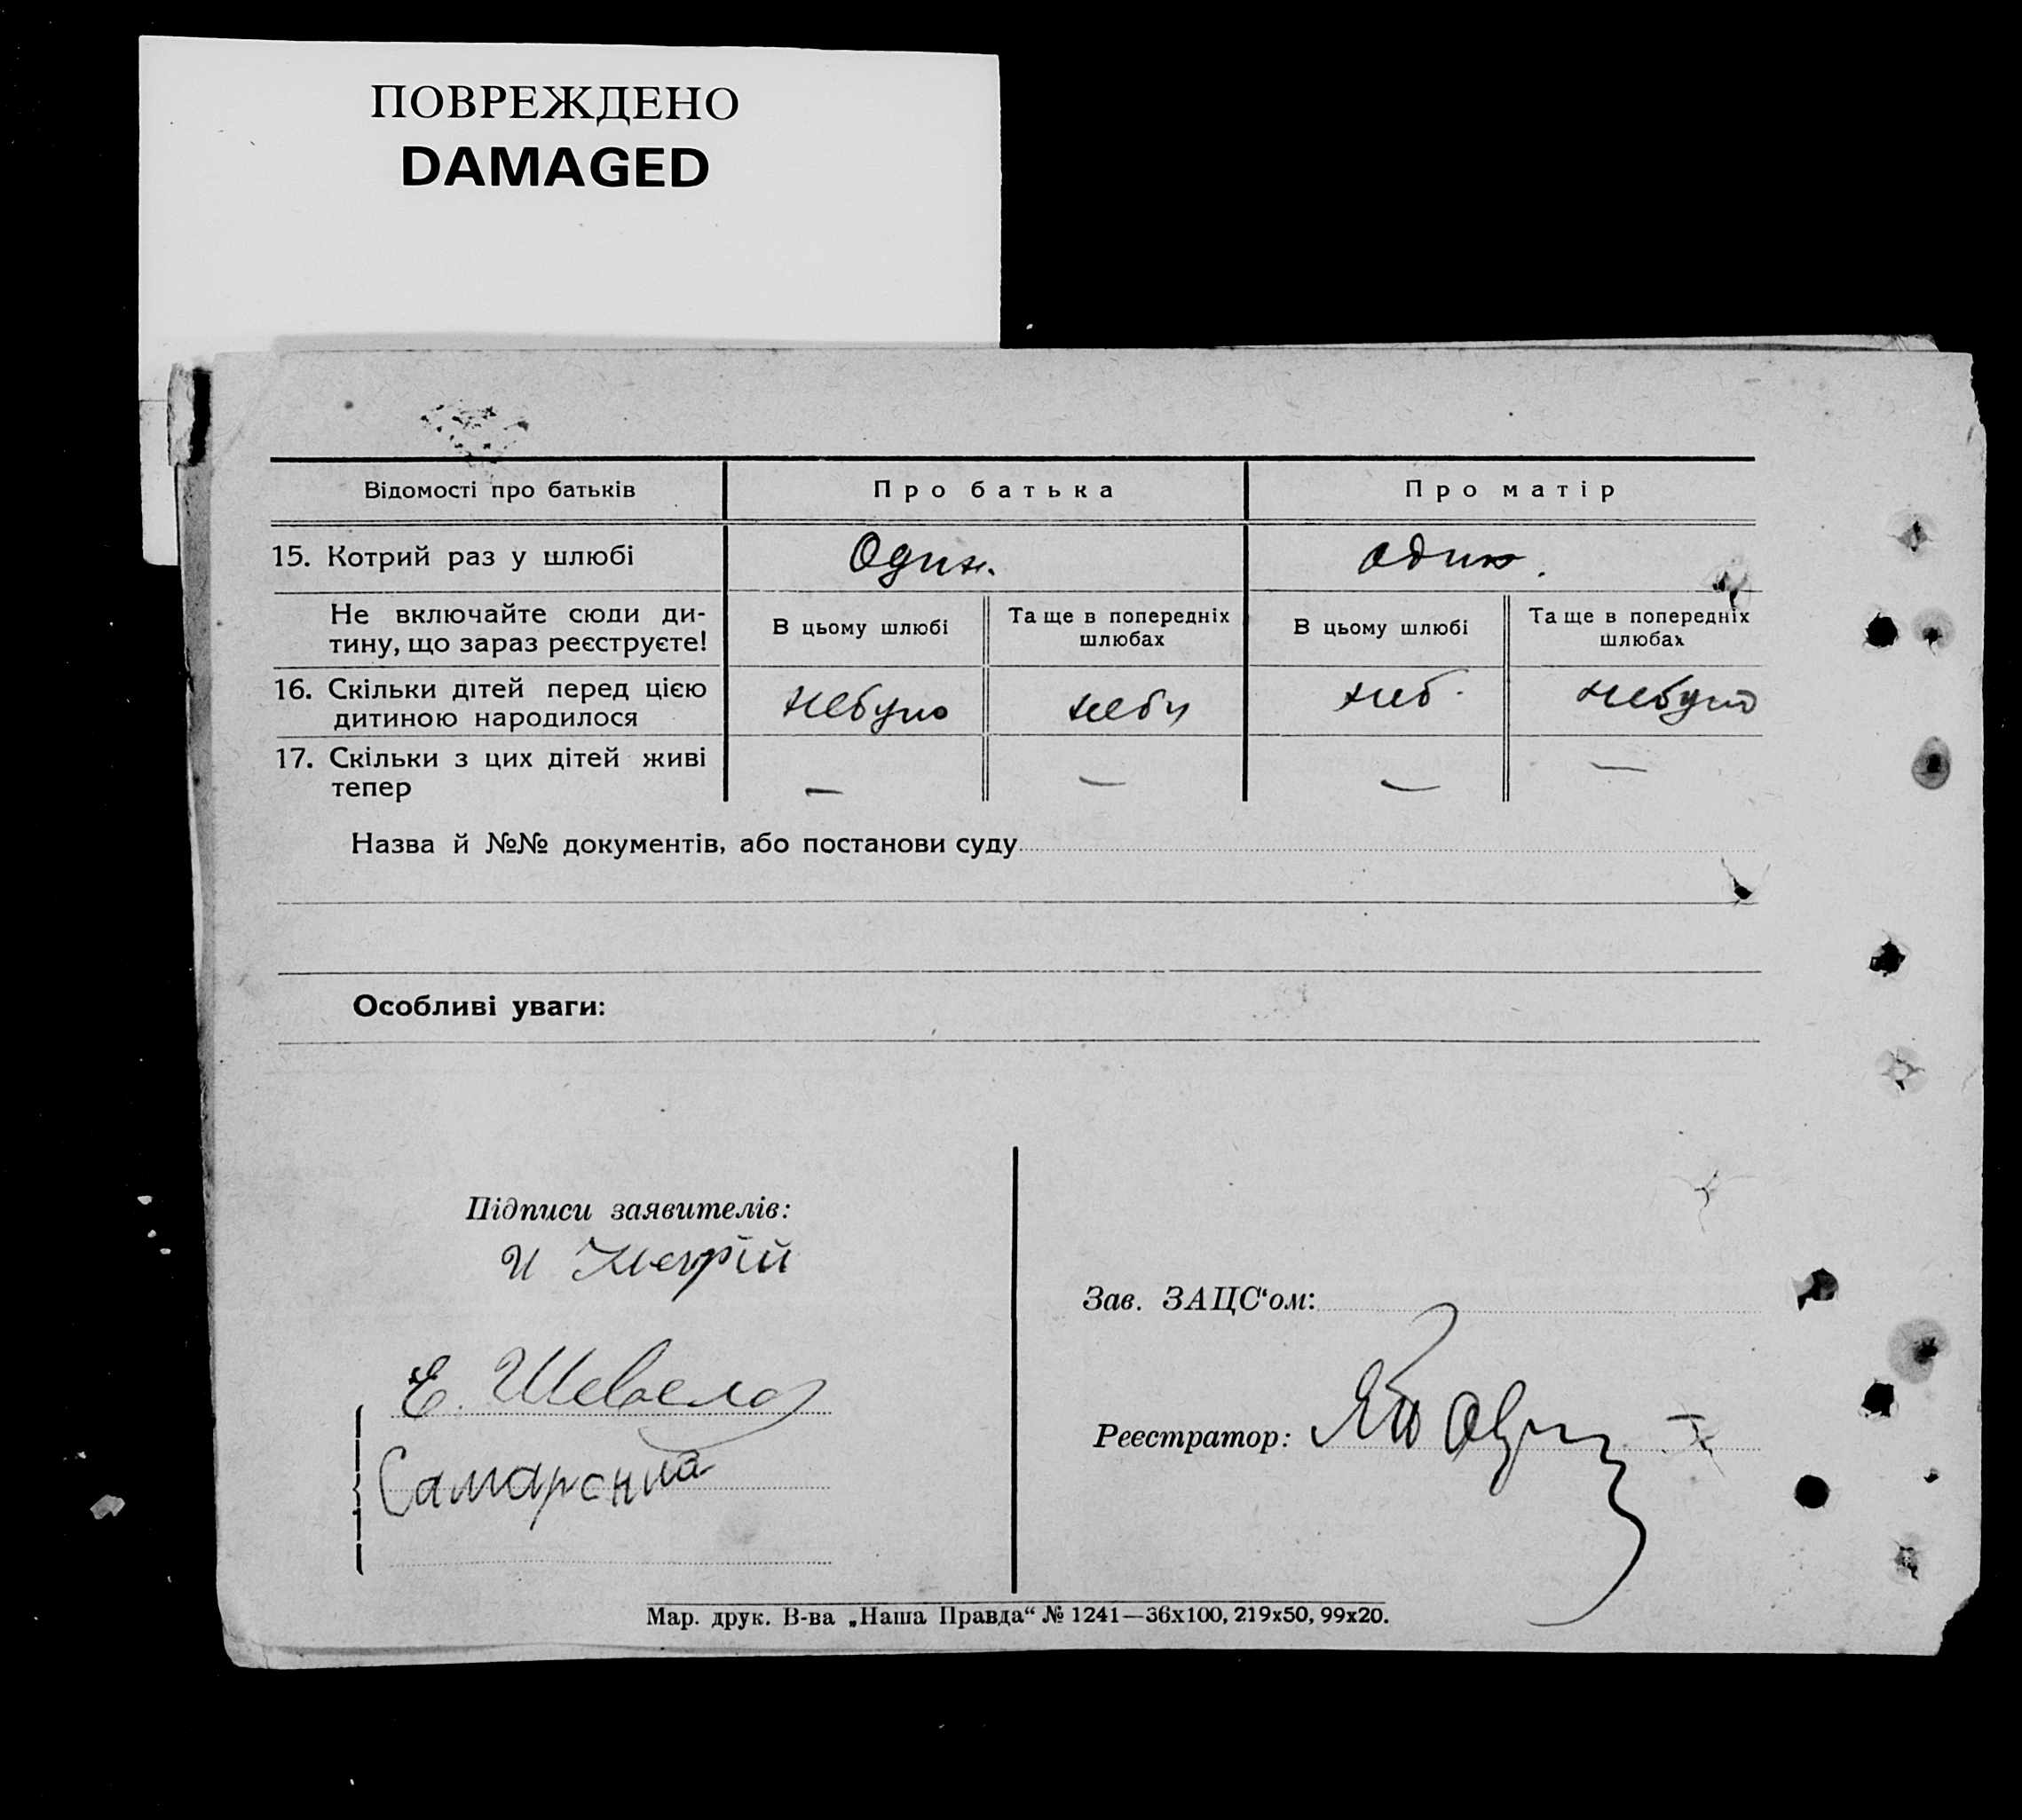 ПОВРЕЖДЕНО
DAMAGED
Відомості про батьків
Про батька
Про матір
15. Котрий раз у шлюбі
Один.
один.
Не включайте сюди ди-
тину, що зараз реєструєте!
В цьому шлюбі
Та ще в попередніх
шлюбах
В цьому шлюбі
Та ще в попередніх
шлюбах
16. Скільки дітей перед цією
дитиною народилося
небуло
небу
неб.
небуло
17. Скільки з цих дітей живі
тепер
—
—
—
—
Назва й №№ документів, або постанови суду
Особливі уваги:
Підписи заявителів:
Е. Шевела
Зав. ЗАЦС‘ом:
Реєстратор:
Мар. друк. В-ва „Наша Правда“ № 1241—36х100, 219х50, 99х20.